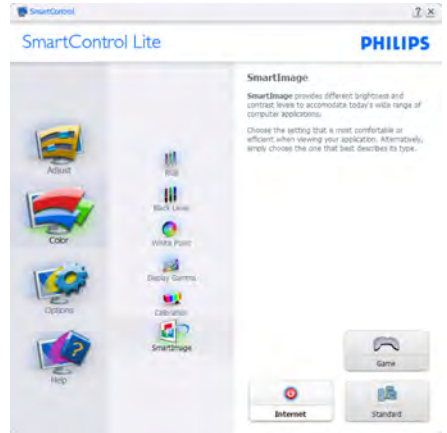 SmartControl
SmartControl Lite
PHILIPS
Adjust
Color
Options
Help
RGB
Black Level
White Point
Display Gamma
Calibration
SmartImage
SmartImage
SmartImage provides different brightness and
contrast levels to accomodate today's wide range of
computer applications.
Choose the setting that is most comfortable or
efficient when viewing your application. Alternatively,
simply choose the one that best describes its type.
Game
Internet
Standard